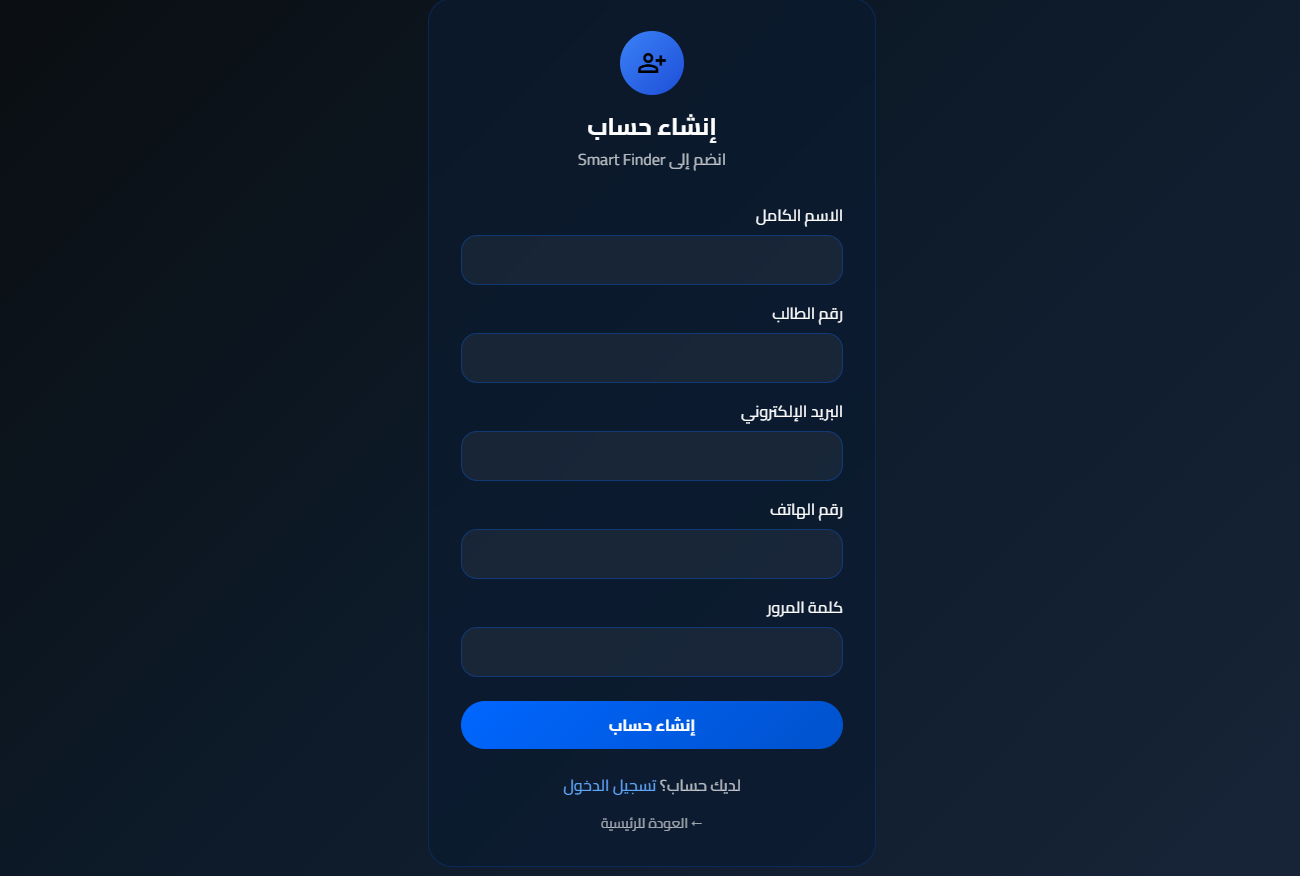 إنشاء حساب
انضم إلى Smart Finder
الاسم الكامل
رقم الطالب
البريد الإلكتروني
رقم الهاتف
كلمة المرور
إنشاء حساب
لديك حساب؟ تسجيل الدخول
← العودة للرئيسية